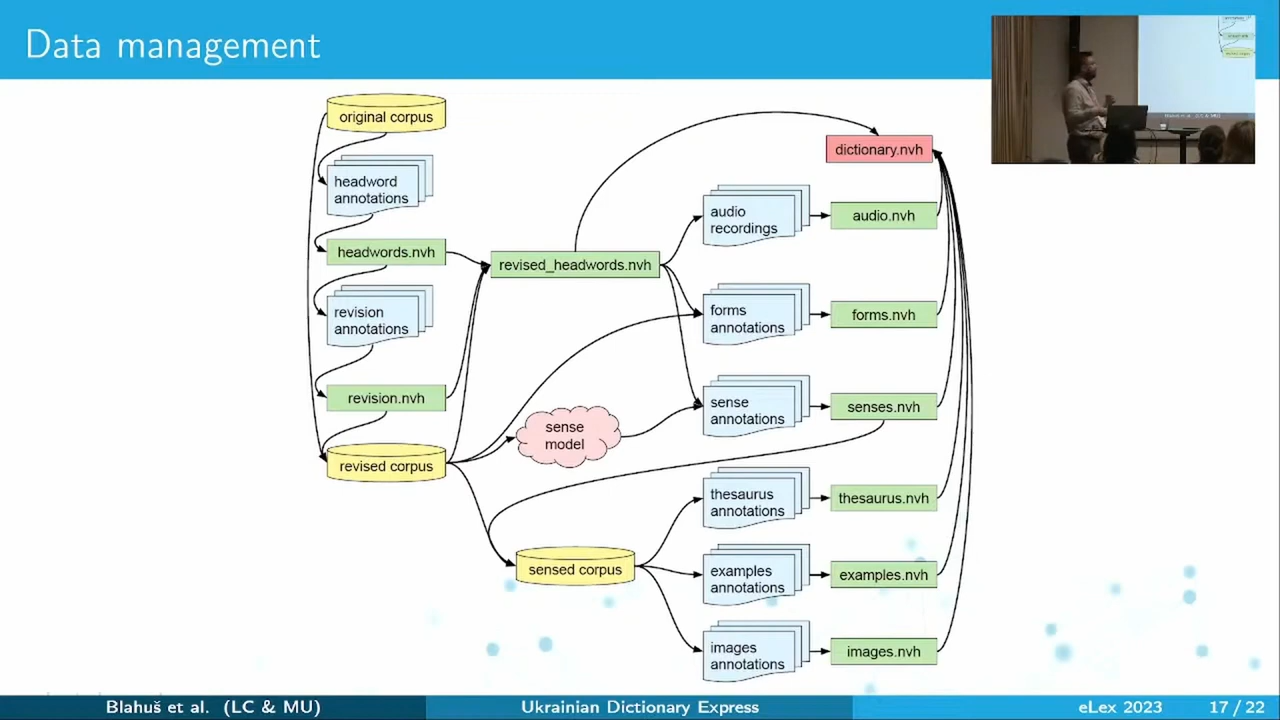 Data management
original corpus
headword
annotations
headwords.nvh
revision
annotations
revision.nvh
revised corpus
revised_headwords.nvh
sense
model
sensed corpus
dictionary.nvh
audio
recordings
audio.nvh
forms
annotations
forms.nvh
sense
annotations
senses.nvh
thesaurus
annotations
thesaurus.nvh
examples
annotations
examples.nvh
images
annotations
images.nvh
Blahuš et al. (LC & MU)
Ukrainian Dictionary Express
eLex 2023
17 / 22